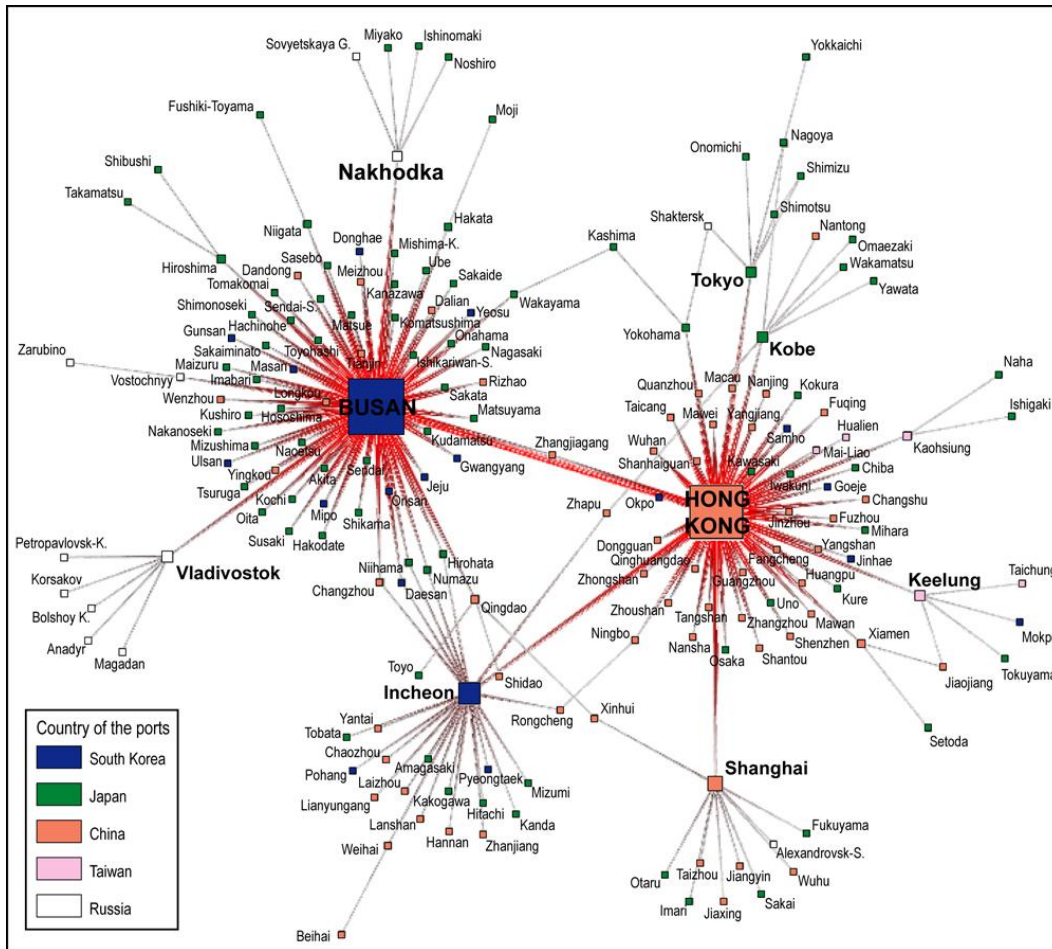 Sovyetskaya G.
Miyako
Ishinomaki
Noshiro
Yokkaichi
Fushiki-Toyama
Moji
Nagoya
Onomichi
Shibushi
Nakhodka
Shimizu
Takamatsu
Shaktersk
Shimotsu
Nantong
Hakata
Niigata
Donghae
Mishima-K.
Kashima
Omaezaki
Sasebo
Hiroshima
Dandong
Meizhou
Ube
Tokyo
Wakamatsu
Tomakomai
Kanazawa
Sakaide
Yawata
Shimonoseki
Sendai-S.
Dalian
Wakayama
Gunsan
Hachinohe
Matsue
Komatsushima
Yeosu
Yokohama
Kobe
Zarubino
Sakaiminato
Toyohashi
Onahama
Maizuru
Masan
Tianjin
Ishikariwan-S.
Nagasaki
Naha
Vostochnyy
Imabari
Rizhao
Quanzhou
Macau
Nanjing
Kokura
Wenzhou
Longkou
BUSAN
Sakata
Taicang
Mawei
Yangjiang
Fuqing
Ishigaki
Kushiro
Hososhima
Matsuyama
Samho
Hualien
Nakanoseki
Kudamatsu
Zhangjiagang
Wuhan
Kaohsiung
Mizushima
Naoetsu
Mai-Liao
Ulsan
Sendai
Gwangyang
Shanhaiguan
Kawasaki
Chiba
Yingkou
Akita
Jeju
Iwakuni
Goeje
Tsuruga
Kochi
Onsan
Zhapu
Okpo
HONG
KONG
Changshu
Oita
Mipo
Shikama
Jinzhou
Fuzhou
Susaki
Hakodate
Mihara
Petropavlovsk-K.
Dongguan
Yangshan
Hirohata
Qinghuangdao
Fangcheng
Jinhae
Vladivostok
Niihama
Numazu
Zhongshan
Guangzhou
Huangpu
Keelung
Taichung
Korsakov
Changzhou
Daesan
Qingdao
Kure
Bolshoy K.
Zhoushan
Tangshan
Uno
Zhangzhou
Mawan
Anadyr
Ningbo
Xiamen
Mokp
Magadan
Nansha
Shenzhen
Toyo
Osaka
Shantou
Tokuyama
Incheon
Shidao
Jiaojiang
Rongcheng
Xinhui
Country of the ports
Yantai
Tobata
Setoda
South Korea
Chaozhou
Amagasaki
Pyeongtaek
Shanghai
Pohang
Laizhou
Mizumi
Japan
Lianyungang
Kakogawa
Hitachi
Lanshan
Kanda
Fukuyama
China
Weihai
Hannan
Zhanjiang
Alexandrovsk-S.
Taiwan
Otaru
Taizhou
Jiangyin
Wuhu
Russia
Imari
Jiaxing
Sakai
Beihai